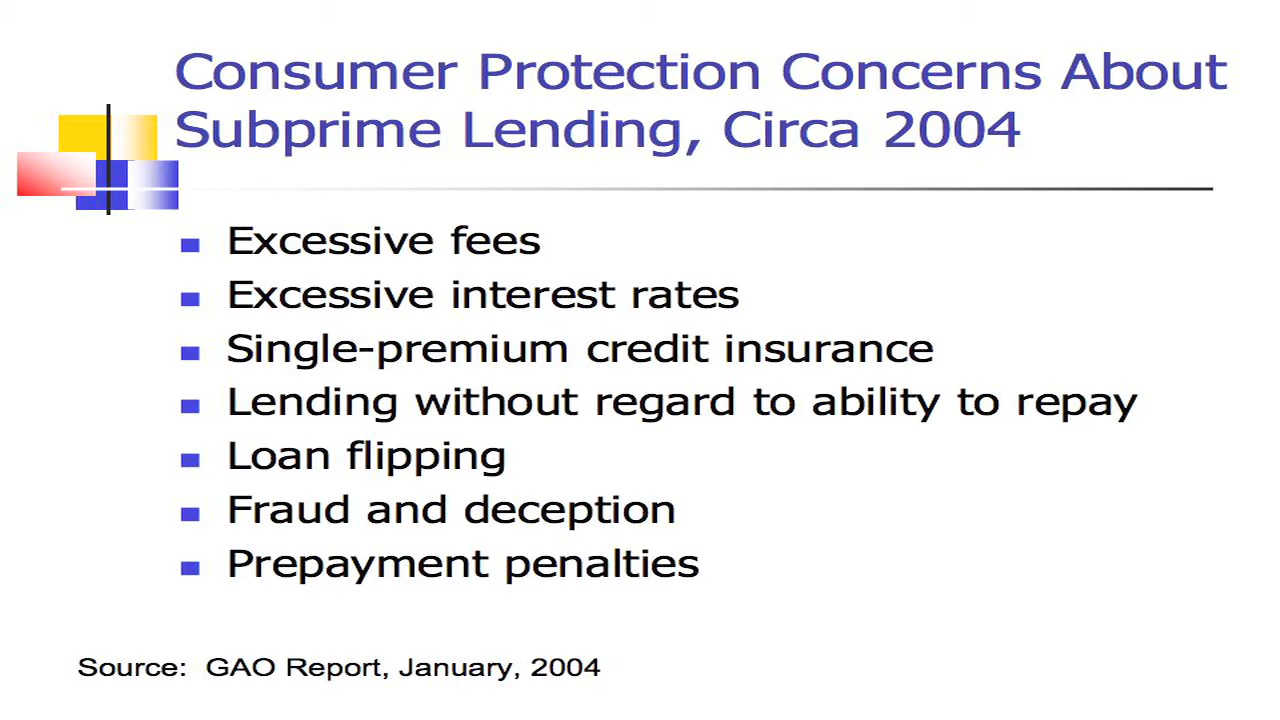 Consumer Protection Concerns About
Subprime Lending, Circa 2004
Excessive fees
Excessive interest rates
Single-premium credit insurance
Lending without regard to ability to repay
Loan flipping
Fraud and deception
Prepayment penalties
Source: GAO Report, January, 2004